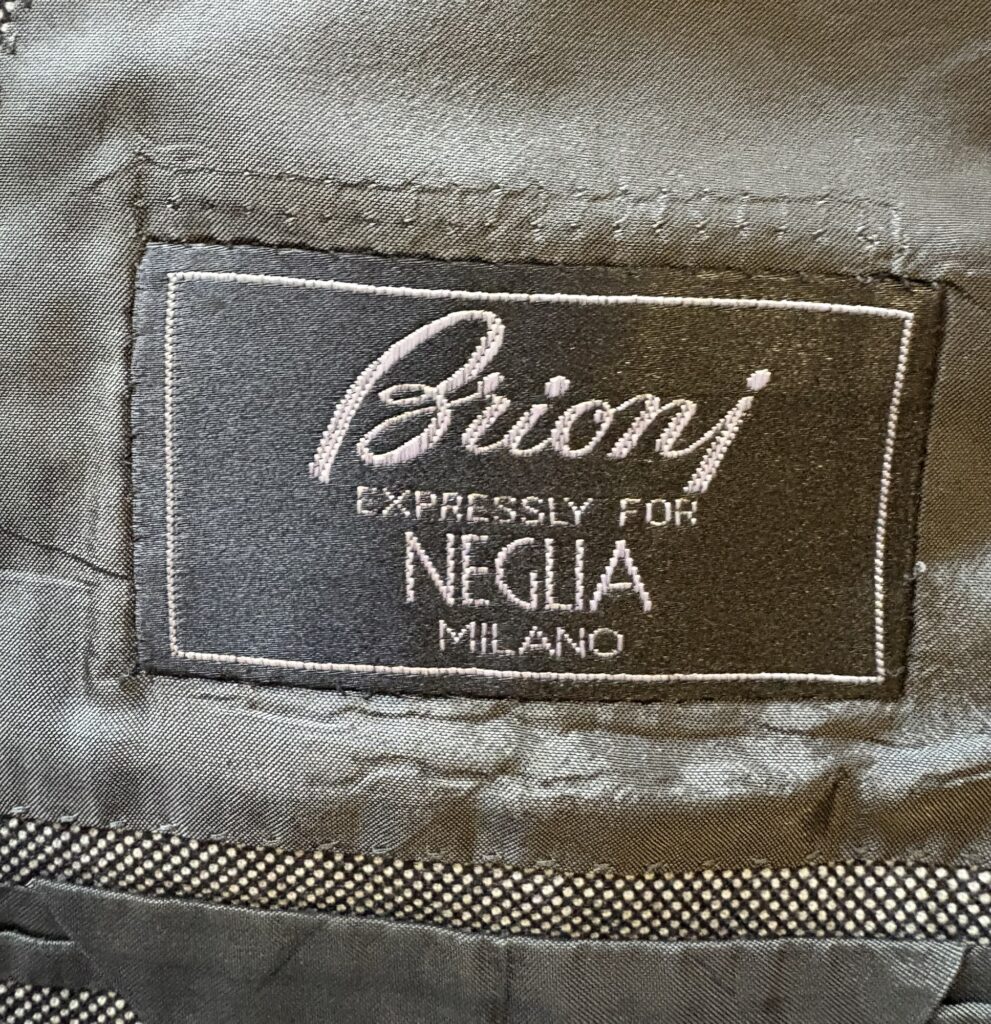 Brioni
EXPRESSLY FOR
NEGLIA
MILANO